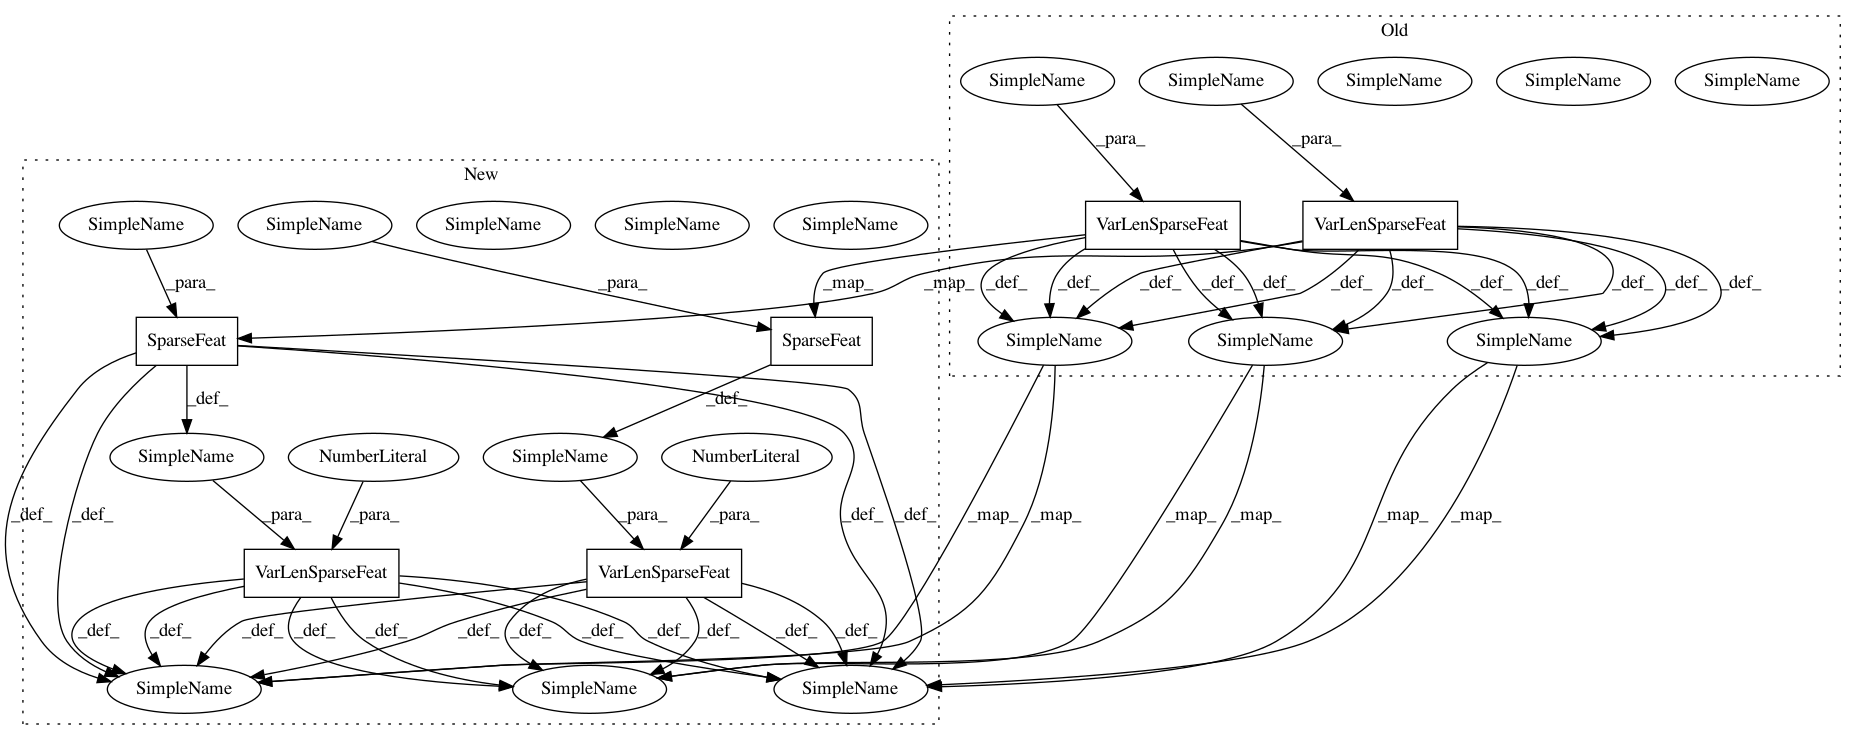 Old
SimpleName SimpleName SimpleName SimpleName SimpleName
_para_ _para_
New
SimpleName SimpleName SimpleName SimpleName SimpleName
VarLenSparseFeat VarLenSparseFeat
_para_ _para_ _map_ _map_ _def_ _def_ _def_ _def_ _def_ _def_ _def_ _def_ _def_ _def_ _def_ _def_
SparseFeat SparseFeat SimpleName SimpleName SimpleName
_def_ _def_
SimpleName NumberLiteral SimpleName NumberLiteral
_def_ _def_ _para_ _para_ _para_ _para_ _def_ _def_ _map_ _map_ _map_ _map_ _map_ _map_
VarLenSparseFeat VarLenSparseFeat
_def_ _def_ _def_ _def_ _def_ _def_ _def_ _def_ _def_ _def_ _def_ _def_
SimpleName SimpleName SimpleName